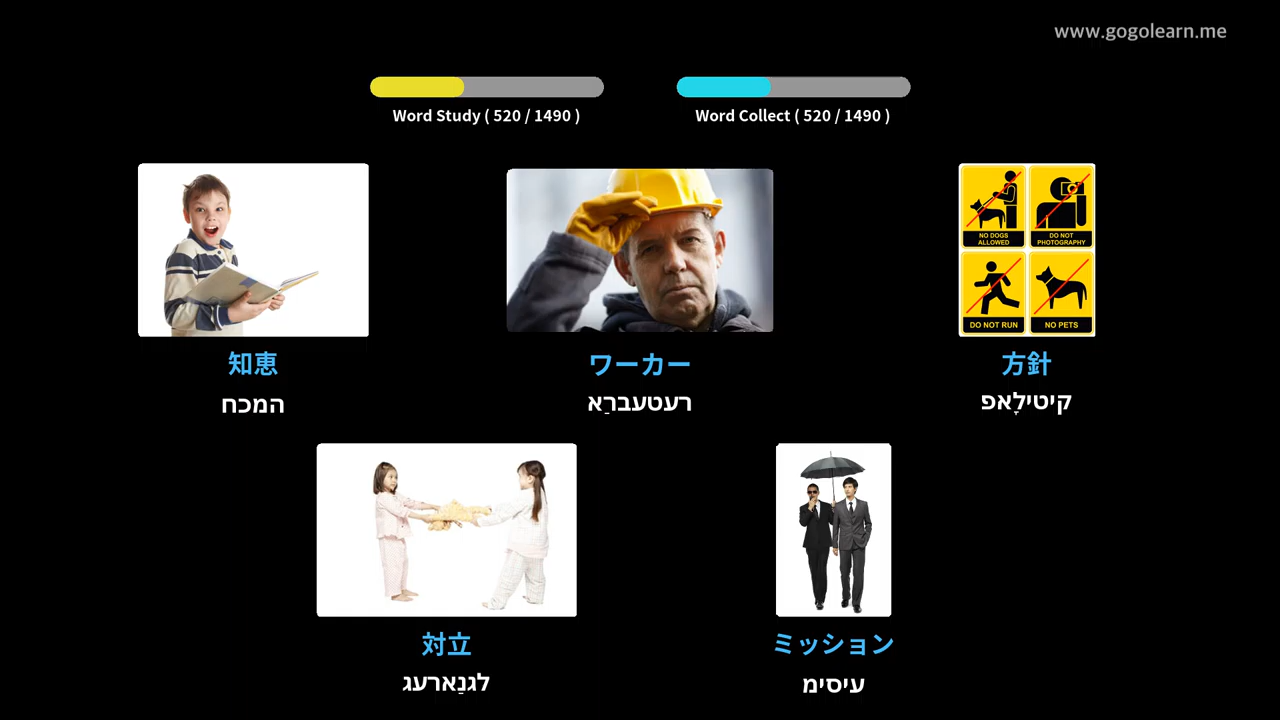 www.gogolearn.me
Word Study ( 520 / 1490 )
Word Collect ( 520 / 1490 )
NO DOGS
ALLOWED
DO NOT
PHOTOGRAPHY
DO NOT RUN
NO PETS
知恵
ワーカー
方針
המכח
רעטעברַא
קיטילָאפ
対立
ミッション
לגנַארעג
עיסימ